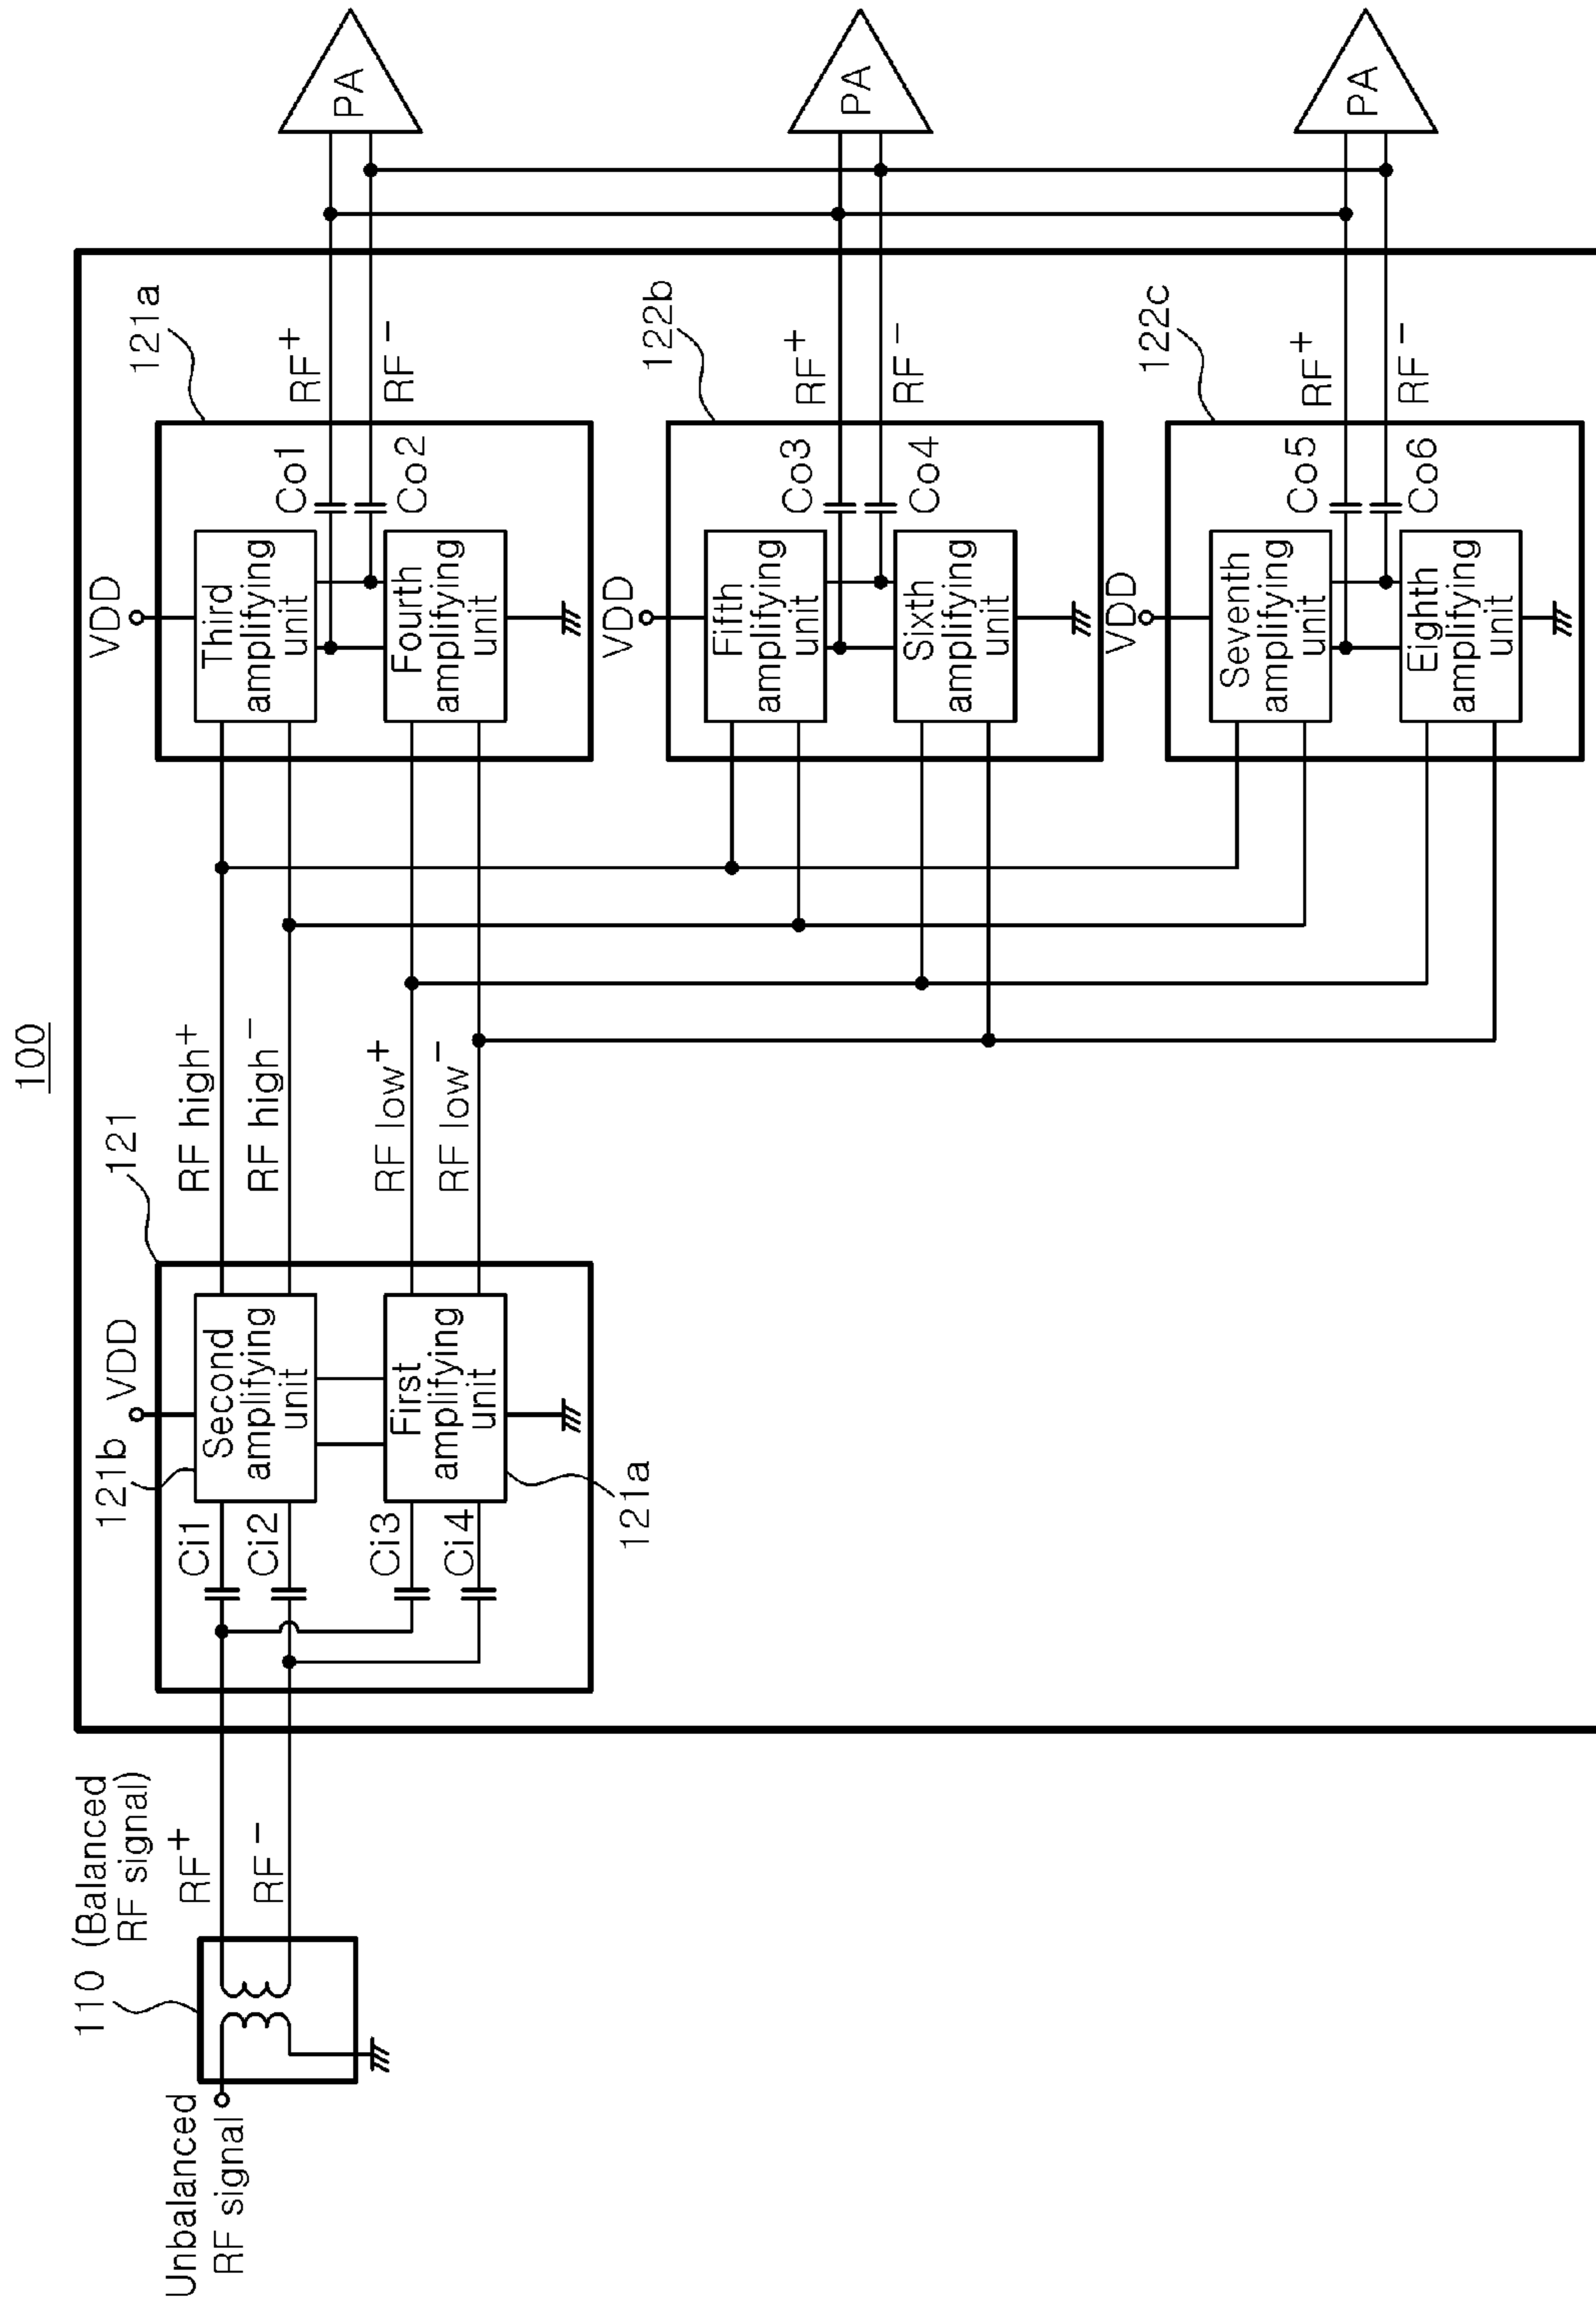 100
Unbalanced
RF signal
110
(Balanced
RF signal)
RF+
RF-
121
121b
VDD
Ci1
Ci2
Ci3
Ci4
Second
amplifying
unit
First
amplifying
unit
121a
RF high+
RF high-
RF low+
RF low-
VDD
121a
Third
amplifying
unit
Fourth
amplifying
unit
Co1
Co2
RF+
RF-
PA
VDD
122b
Fifth
amplifying
unit
Sixth
amplifying
unit
Co3
Co4
RF+
RF-
PA
VDD
122c
Seventh
amplifying
unit
Eighth
amplifying
unit
Co5
Co6
RF+
RF-
PA